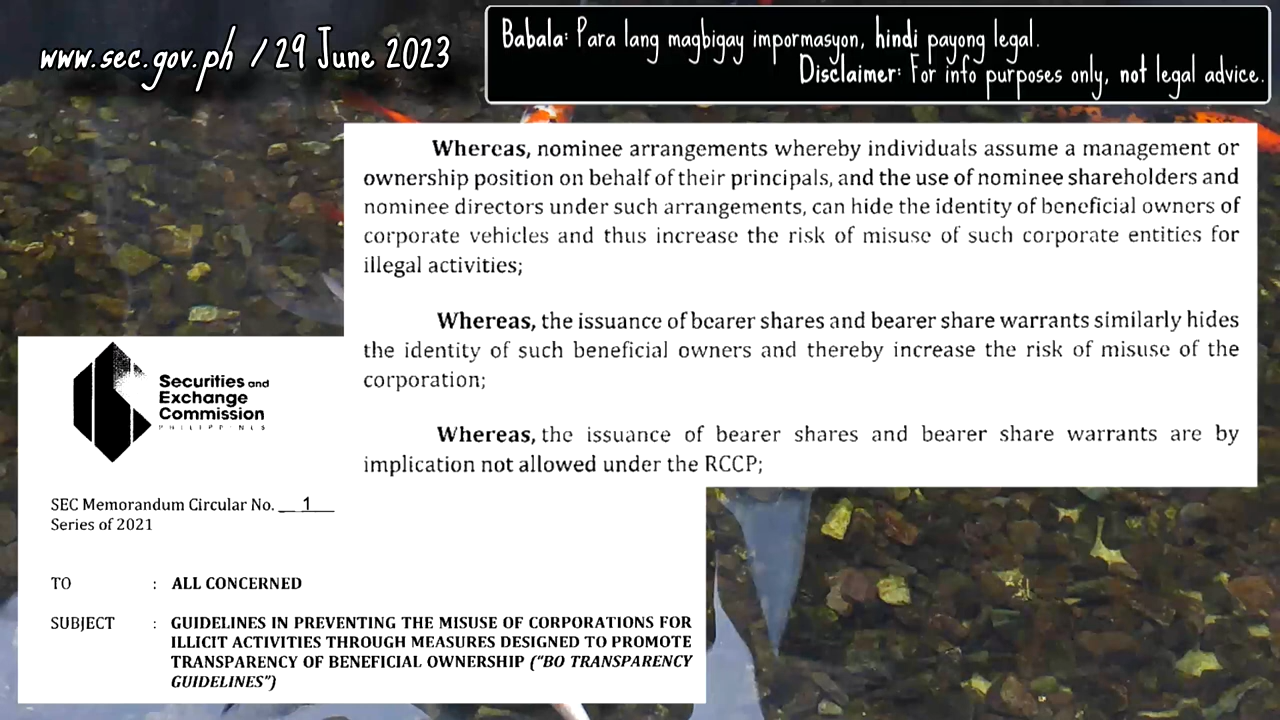 www.sec.gov.ph / 29 June 2023
Babala: Para lang magbigay impormasyon, hindi payong legal.
Disclaimer: For info purposes only, not legal advice.
Whereas, nominee arrangements whereby individuals assume a management or
ownership position on behalf of their principals, and the use of nominee shareholders and
nominee directors under such arrangements, can hide the identity of beneficial owners of
corporate vehicles and thus increase the risk of misuse of such corporate entities for
illegal activities;
Whereas, the issuance of bearer shares and bearer share warrants similarly hides
the identity of such beneficial owners and thereby increase the risk of misuse of the
corporation;
Whereas, the issuance of bearer shares and bearer share warrants are by
implication not allowed under the RCCP;
Securities and
Exchange
Commission
PHILIPPINES
SEC Memorandum Circular No. 1
Series of 2021
TO : ALL CONCERNED
SUBJECT : GUIDELINES IN PREVENTING THE MISUSE OF CORPORATIONS FOR
ILLICIT ACTIVITIES THROUGH MEASURES DESIGNED TO PROMOTE
TRANSPARENCY OF BENEFICIAL OWNERSHIP ("BO TRANSPARENCY
GUIDELINES")